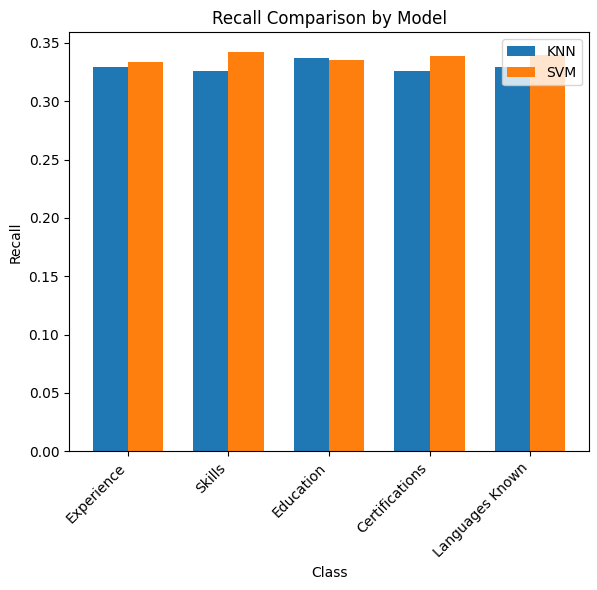 Recall Comparison by Model
KNN
SVM
Recall
0.35
0.30
0.25
0.20
0.15
0.10
0.05
0.00
Experience
Skills
Education
Certifications
Languages Known
Class